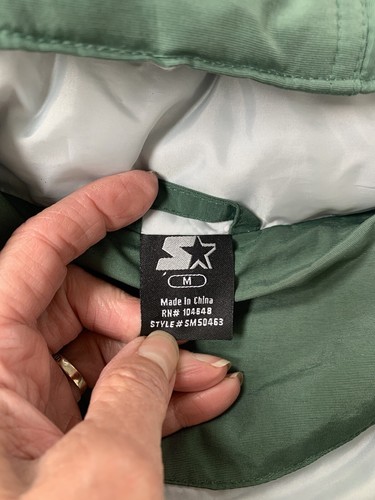 M
Made In China
RN# 104648
STYLE# SM50463